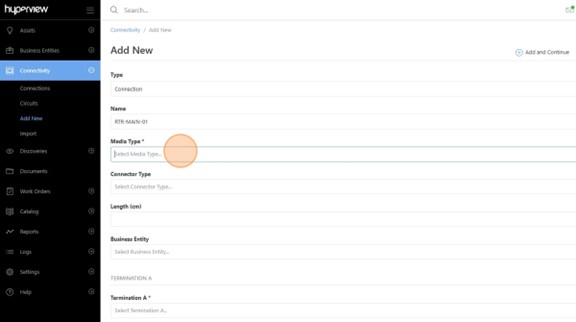 hyperview
Search...
Assets
Business Entities
Connectivity
Connections
Circuits
Add New
Import
Discoveries
Documents
Work Orders
Catalog
Reports
Logs
Settings
Help
Connectivity / Add New
Add New
Add and Continue
Type
Connection
Name
RTR-MAIN-01
Media Type *
Select Media Type...
Connector Type
Select Connector Type...
Length (cm)
Business Entity
Select Business Entity...
TERMINATION A
Termination A *
Select Termination A...